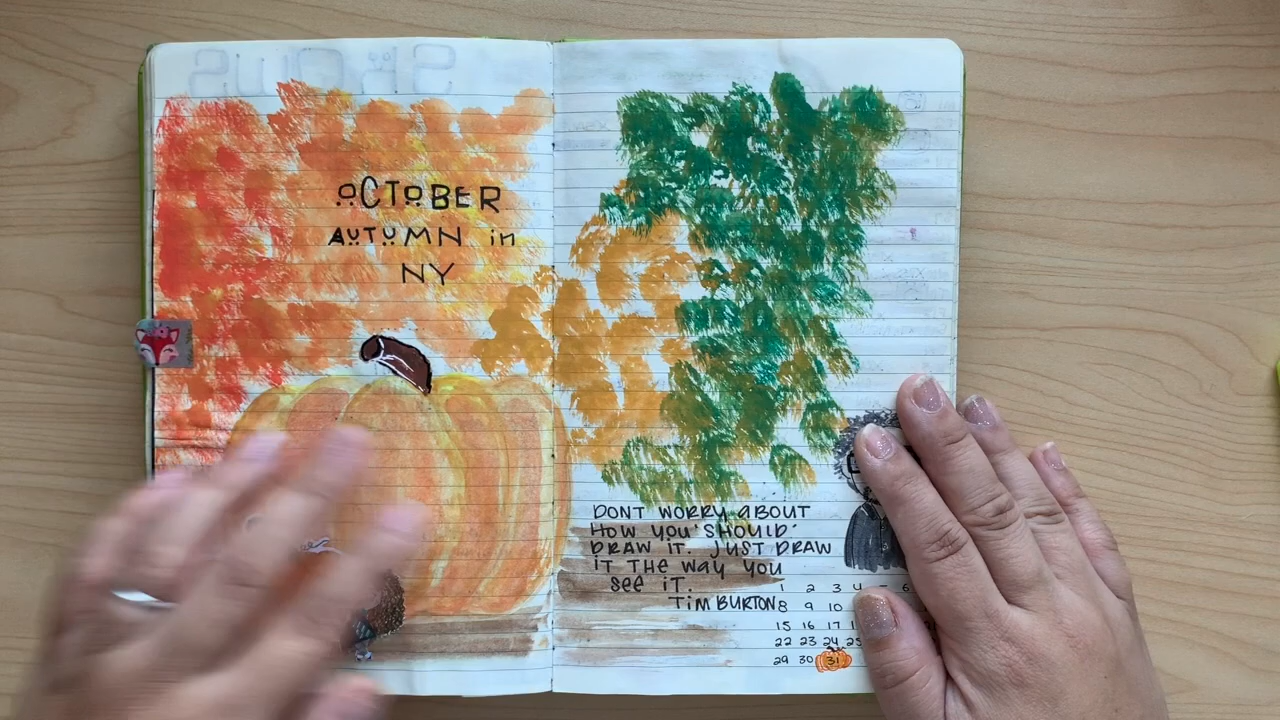 OCTOBER
AUTUMN in
NY
DONT WORRY ABOUT
HOW YOU 'SHOULD'
DRAW IT. JUST DRAW
IT THE WAY YOU
SEE IT.
TIM BURTON
1 2 3 4 6
8 9 10
15 16 17
22 23 24 25
29 30 31